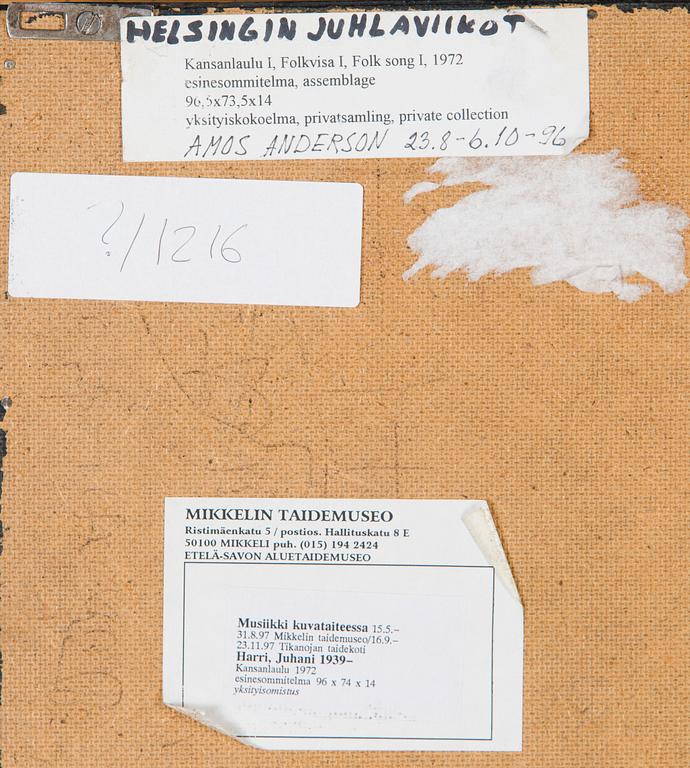 HELSINGIN JUHLAVIIKOT
Kansanlaulu I, Folkvisa I, Folk song I, 1972
esinesommitelma, assemblage
96,5x73,5x14
yksityiskokoelma, privatsamling, private collection
AMOS ANDERSON 23.8-6.10-96
?/1216
MIKKELIN TAIDEMUSEO
Ristimäenkatu 5 / postios. Hallituskatu 8 E
50100 MIKKELI puh. (015) 194 2424
ETELÄ-SAVON ALUETAIDEMUSEO
Musiikki kuvataiteessa 15.5.–
31.8.97 Mikkelin taidemuseo/16.9.–
23.11.97 Tikanojan taidekoti
Harri, Juhani 1939–
Kansanlaulu 1972
esinesommitelma 96 x 74 x 14
yksityisomistus